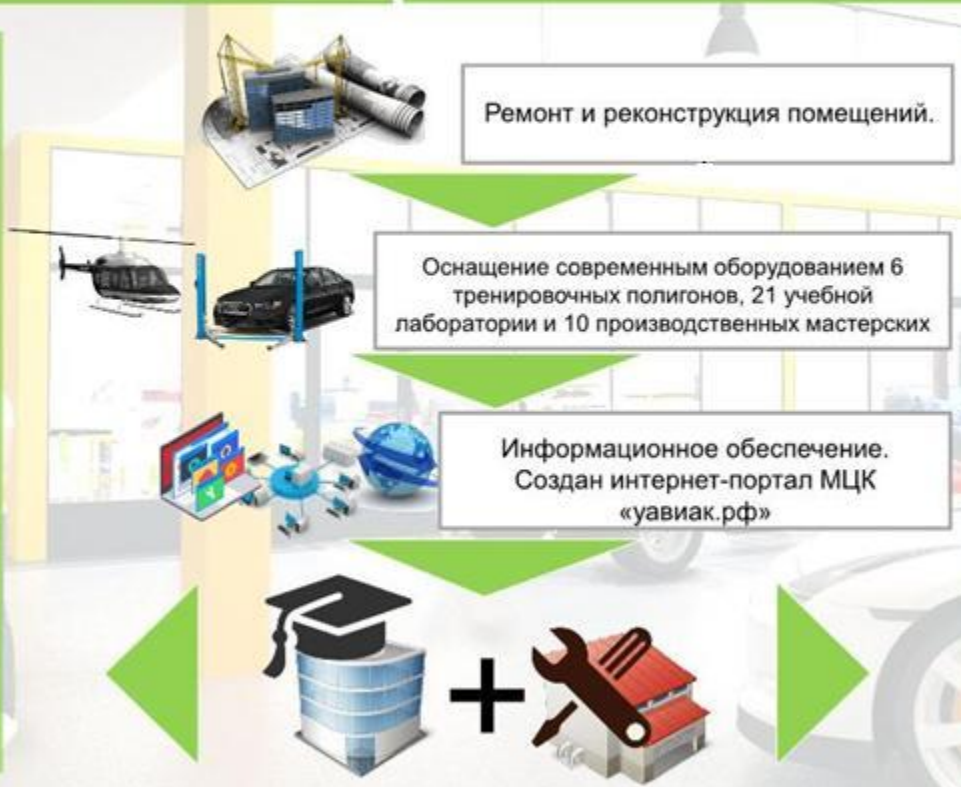 Ремонт и реконструкция помещений.
Оснащение современным оборудованием 6
тренировочных полигонов, 21 учебной
лаборатории и 10 производственных мастерских
Информационное обеспечение.
Создан интернет-портал МЦК
«уавиак.рф»